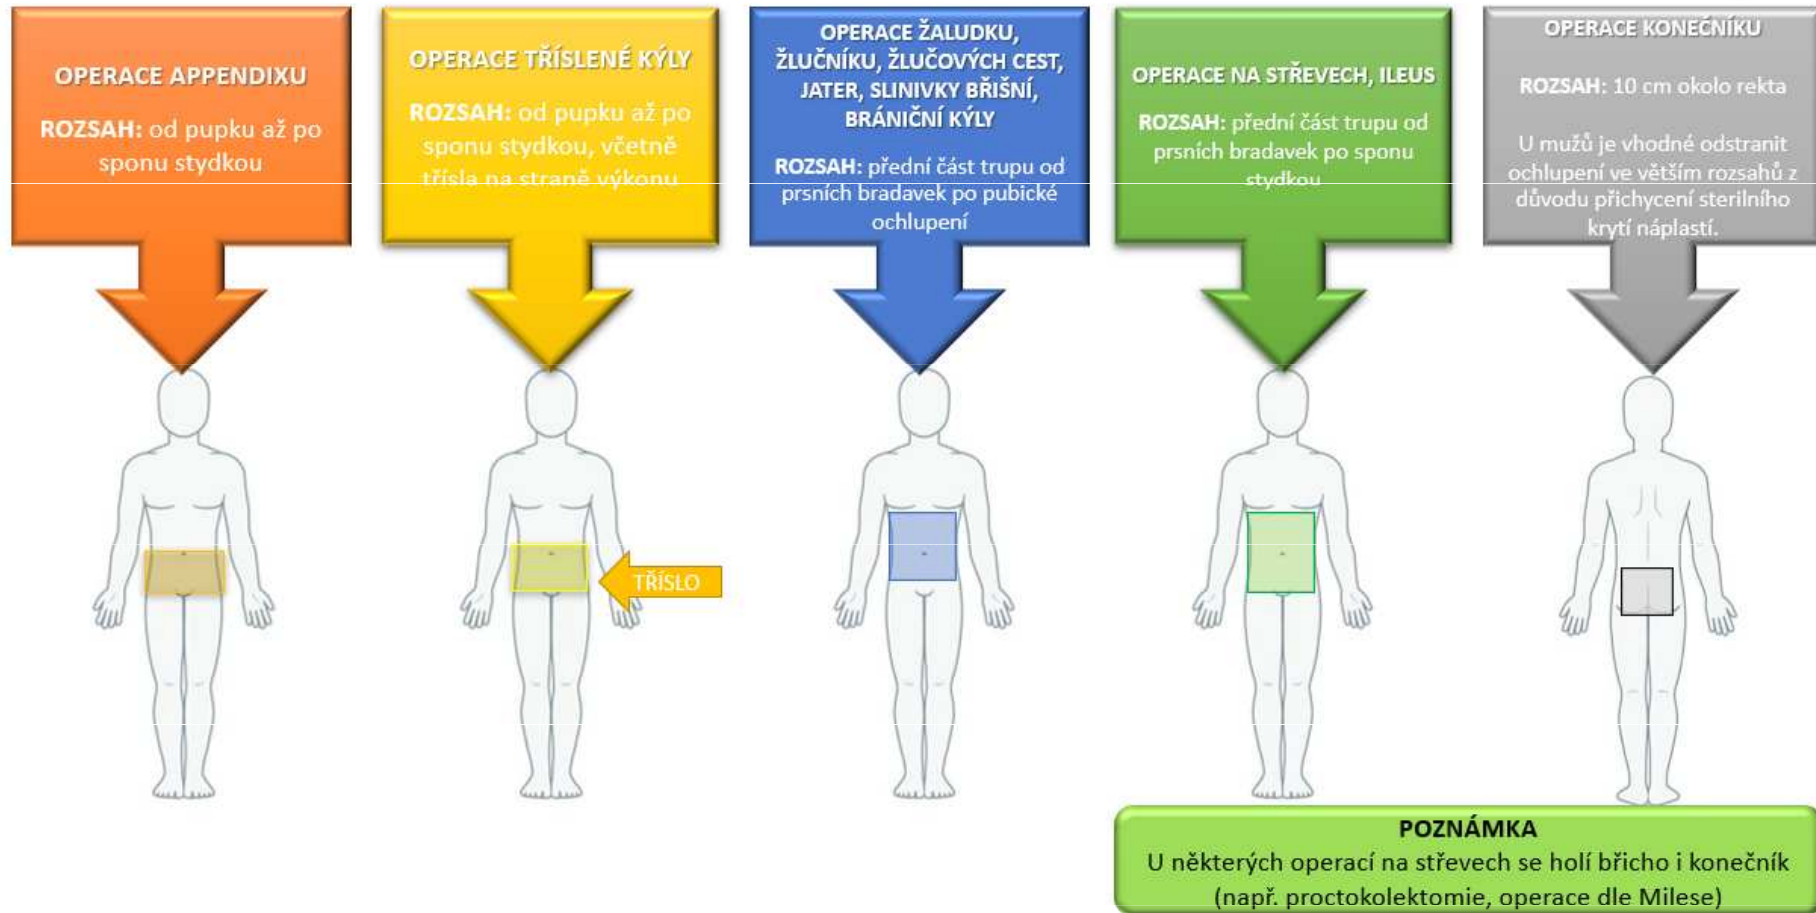 OPERACE APPENDIXU
ROZSAH: od pupku až po
sponu stydkou
OPERACE TŘÍSLENÉ KÝLY
ROZSAH: od pupku až po
sponu stydkou, včetně
třísla na straně výkonu
OPERACE ŽALUDKU,
ŽLUČNÍKU, ŽLUČOVÝCH CEST,
JATER, SLINIVKY BŘIŠNÍ,
BRÁNIČNÍ KÝLY
ROZSAH: přední část trupu od
prsních bradavek po pubické
ochlupení
OPERACE NA STŘEVECH, ILEUS
ROZSAH: přední část trupu od
prsních bradavek po sponu
stydkou
OPERACE KONEČNÍKU
ROZSAH: 10 cm okolo rekta
U mužů je vhodné odstranit
ochlupení ve větším rozsahů z
důvodu přichycení sterilního
krytí náplastí.
TŘÍSLO
POZNÁMKA
U některých operací na střevech se holí břicho i konečník
(např. proctokolektomie, operace dle Milese)